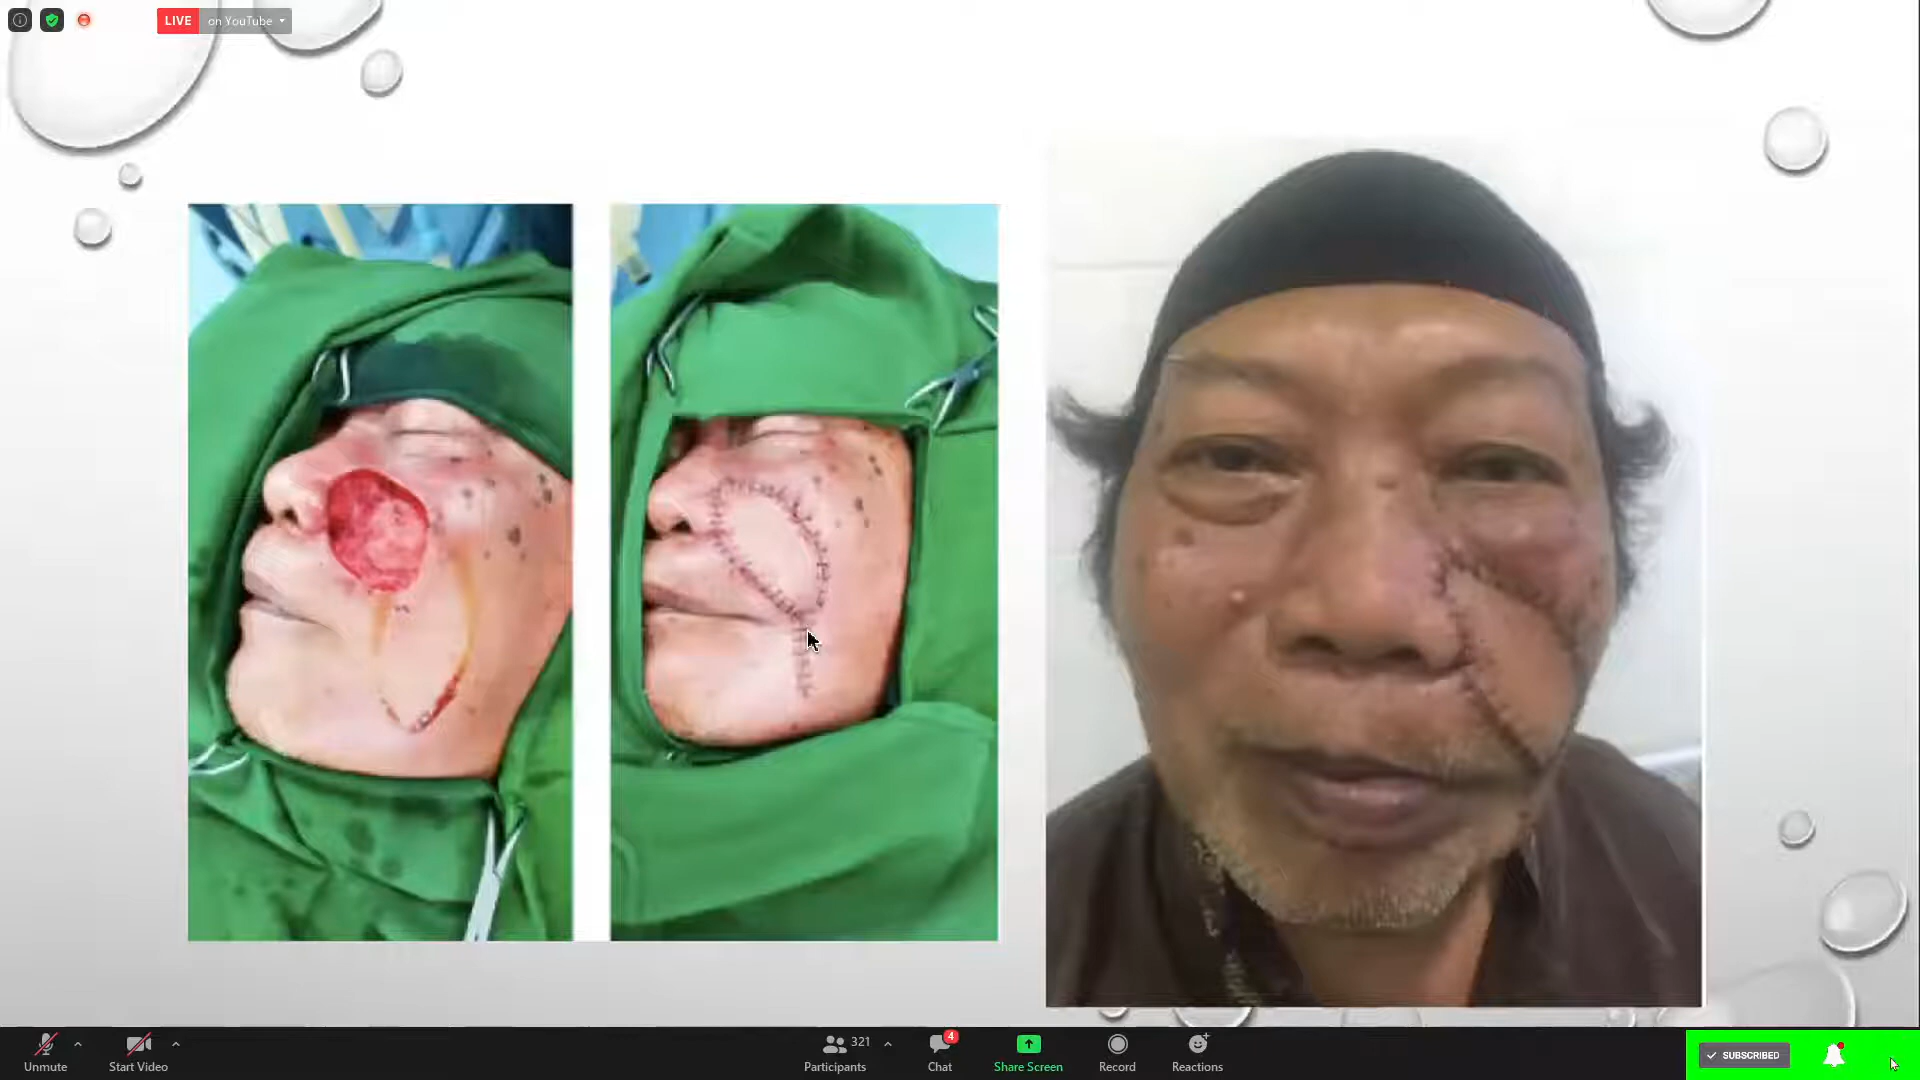 LIVE on YouTube
Unmute
Start Video
321
Participants
4
Chat
Share Screen
Record
Reactions
SUBSCRIBED